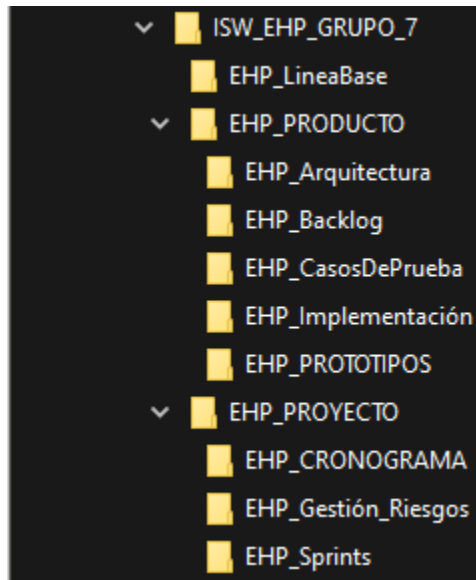 ISW_EHP_GRUPO_7
EHP_LineaBase
EHP_PRODUCTO
EHP_Arquitectura
EHP_Backlog
EHP_CasosDePrueba
EHP_Implementación
EHP_PROTOTIPOS
EHP_PROYECTO
EHP_CRONOGRAMA
EHP_Gestión_Riesgos
EHP_Sprints